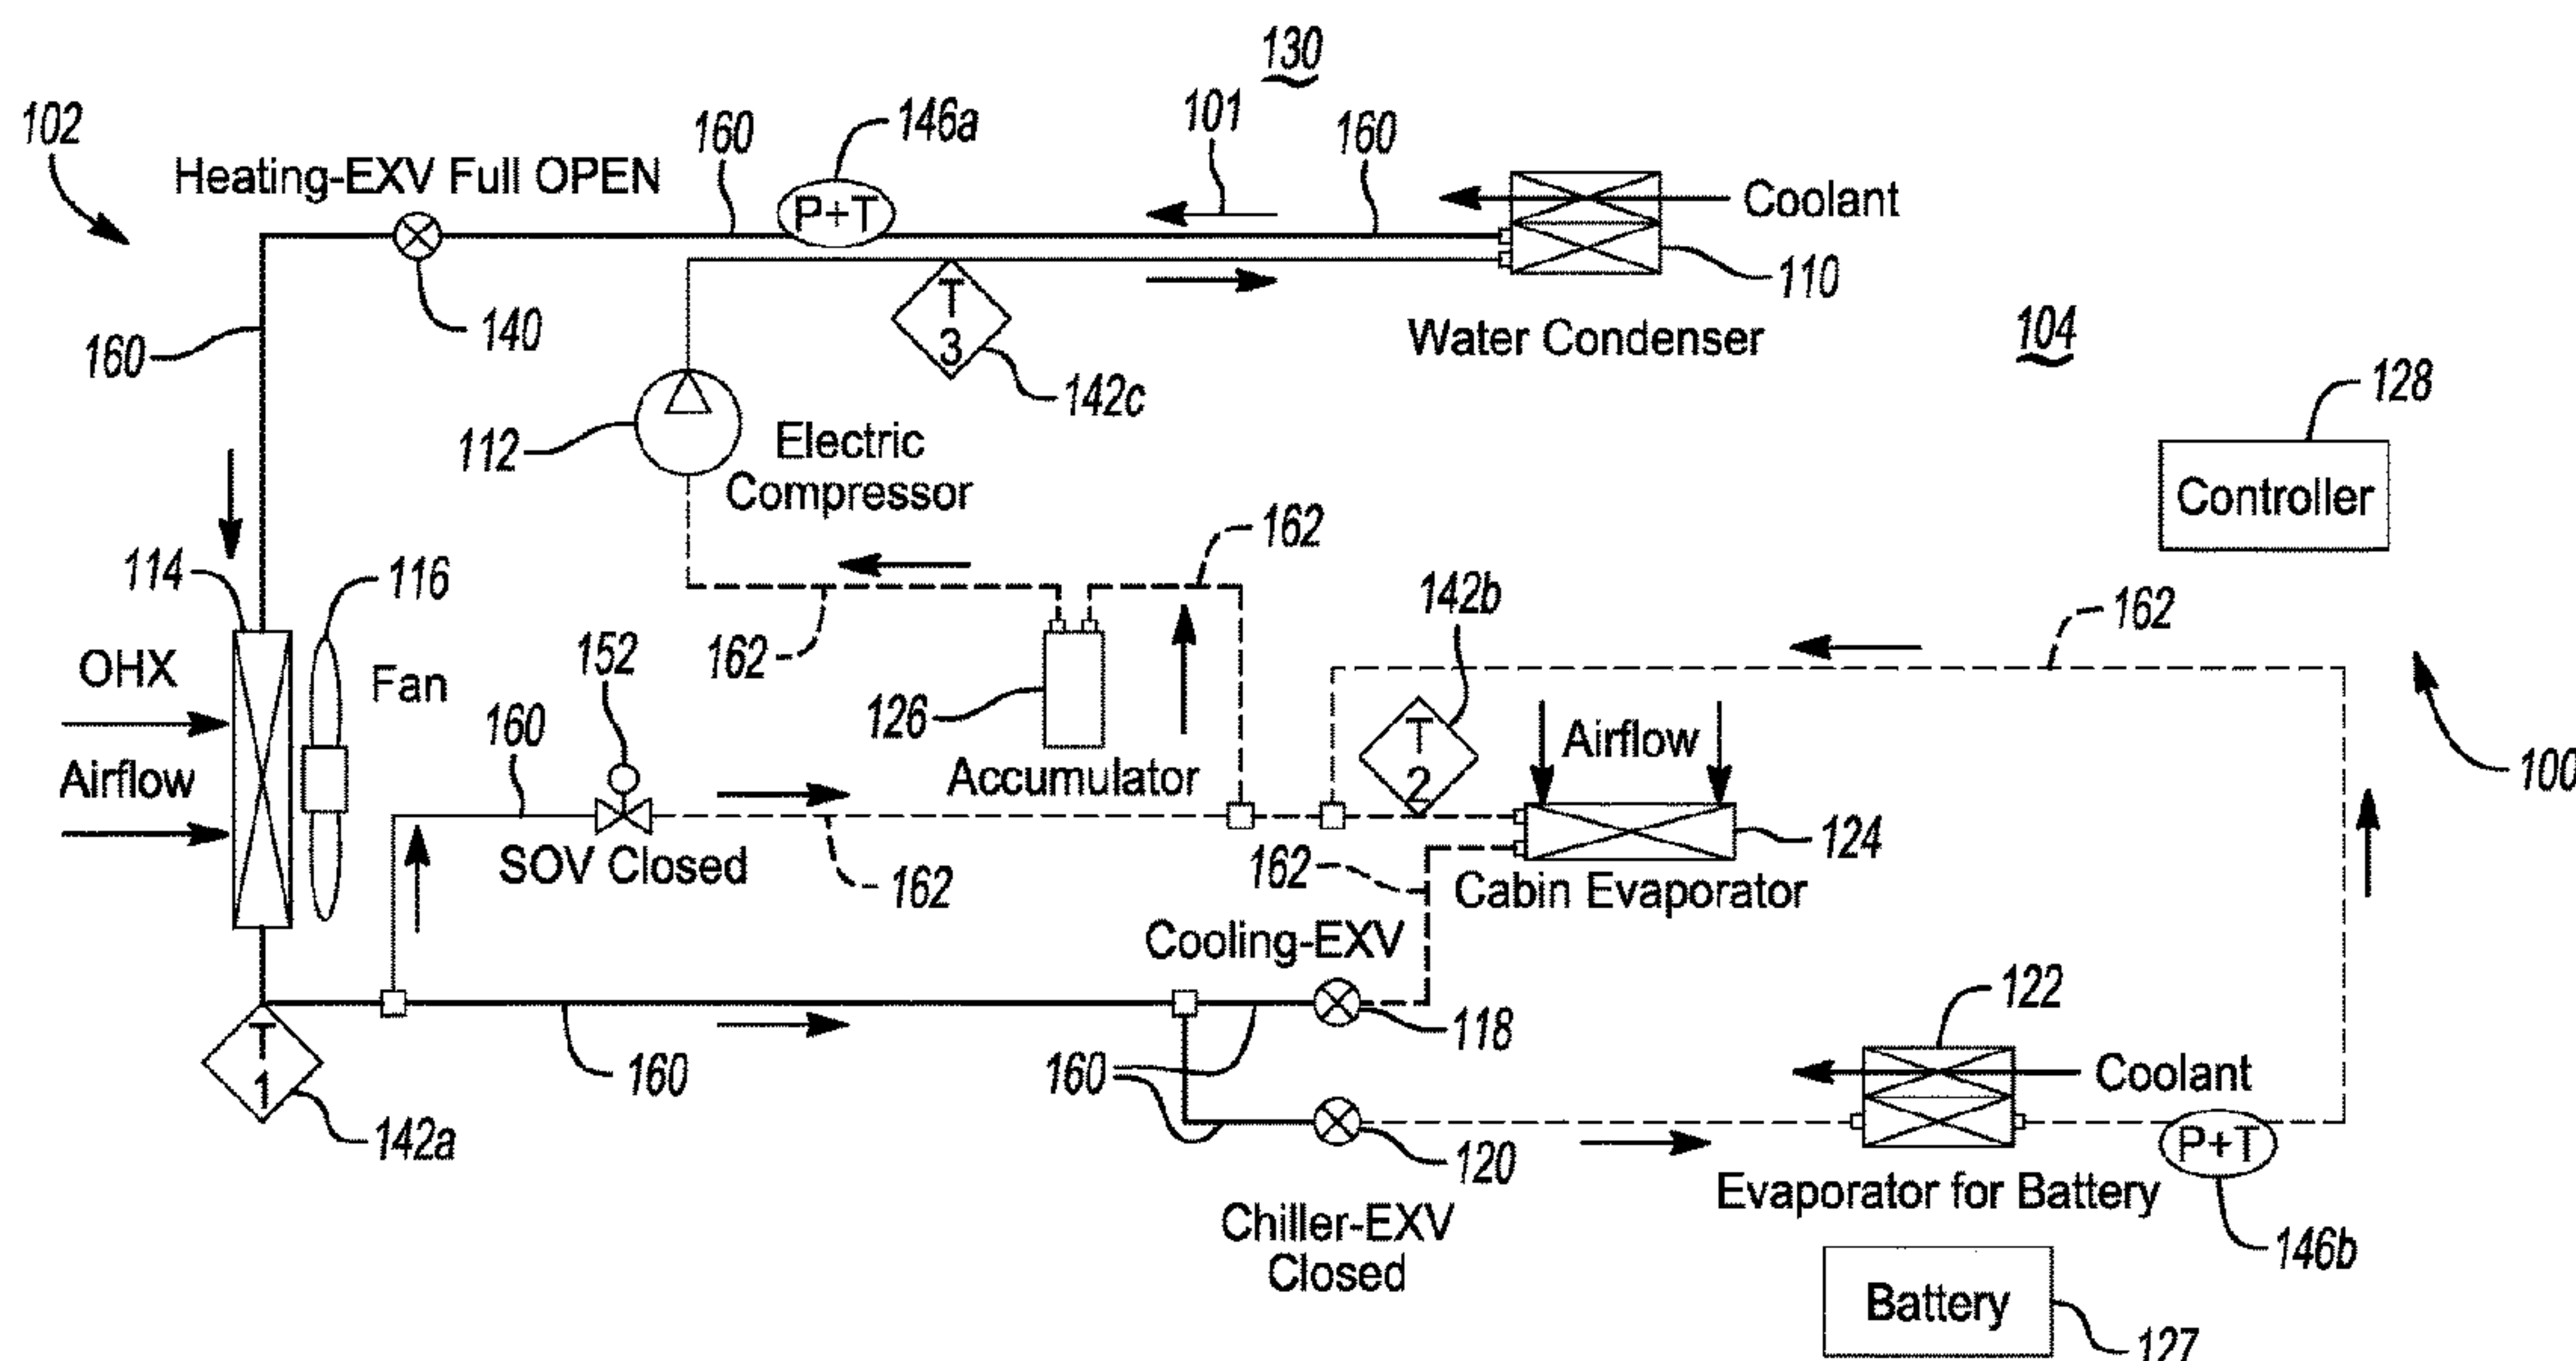 130
102
160
146a
101
160
Heating-EXV Full OPEN
P+T
Coolant
140
110
160
T
3
142c
Water Condenser
104
128
112
Electric
Compressor
Controller
162
114
116
142b
162
162
152
OHX
Fan
126
T
2
Airflow
100
160
Airflow
Accumulator
124
SOV Closed
162
162
Cabin Evaporator
Cooling-EXV
122
118
160
160
Coolant
T
1
142a
120
P+T
Evaporator for Battery
Chiller-EXV
Closed
146b
Battery
127